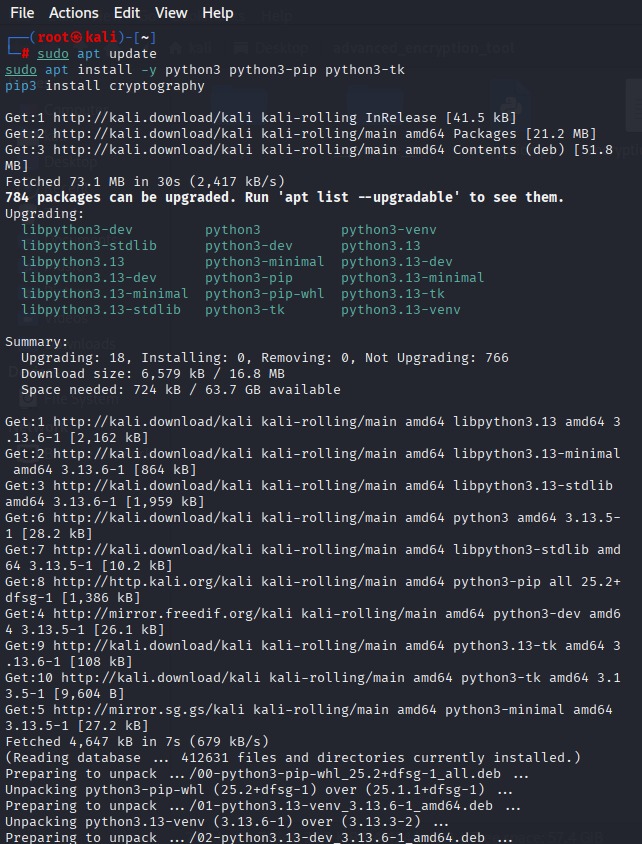 File Actions Edit View Help
┌──(root㉿kali)-[~]
└─# sudo apt update
sudo apt install -y python3 python3-pip python3-tk
pip3 install cryptography
Get:1 http://kali.download/kali kali-rolling InRelease [41.5 kB]
Get:2 http://kali.download/kali kali-rolling/main amd64 Packages [21.2 MB]
Get:3 http://kali.download/kali kali-rolling/main amd64 Contents (deb) [51.8
MB]
Fetched 73.1 MB in 30s (2,417 kB/s)
784 packages can be upgraded. Run 'apt list --upgradable' to see them.
Upgrading:
libpython3-dev python3 python3-venv
libpython3-stdlib python3-dev python3.13
libpython3.13 python3-minimal python3.13-dev
libpython3.13-dev python3-pip python3.13-minimal
libpython3.13-minimal python3-pip-whl python3.13-tk
libpython3.13-stdlib python3-tk python3.13-venv
Summary:
Upgrading: 18, Installing: 0, Removing: 0, Not Upgrading: 766
Download size: 6,579 kB / 16.8 MB
Space needed: 724 kB / 63.7 GB available
Get:1 http://kali.download/kali kali-rolling/main amd64 libpython3.13 amd64 3
.13.6-1 [2,162 kB]
Get:2 http://kali.download/kali kali-rolling/main amd64 libpython3.13-minimal
amd64 3.13.6-1 [864 kB]
Get:3 http://kali.download/kali kali-rolling/main amd64 libpython3.13-stdlib
amd64 3.13.6-1 [1,959 kB]
Get:6 http://kali.download/kali kali-rolling/main amd64 python3 amd64 3.13.5-
1 [28.2 kB]
Get:7 http://kali.download/kali kali-rolling/main amd64 libpython3-stdlib amd
64 3.13.5-1 [10.2 kB]
Get:8 http://http.kali.org/kali kali-rolling/main amd64 python3-pip all 25.2+
dfsg-1 [1,386 kB]
Get:4 http://mirror.freedif.org/kali kali-rolling/main amd64 python3-dev amd6
4 3.13.5-1 [26.1 kB]
Get:9 http://kali.download/kali kali-rolling/main amd64 python3.13-tk amd64 3
.13.6-1 [108 kB]
Get:10 http://kali.download/kali kali-rolling/main amd64 python3-tk amd64 3.1
3.5-1 [9,604 B]
Get:5 http://mirror.sg.gs/kali kali-rolling/main amd64 python3-minimal amd64
3.13.5-1 [27.2 kB]
Fetched 4,647 kB in 7s (679 kB/s)
(Reading database ... 412631 files and directories currently installed.)
Preparing to unpack .../00-python3-pip-whl_25.2+dfsg-1_all.deb ...
Unpacking python3-pip-whl (25.2+dfsg-1) over (25.1.1+dfsg-1) ...
Preparing to unpack .../01-python3.13-venv_3.13.6-1_amd64.deb ...
Unpacking python3.13-venv (3.13.6-1) over (3.13.3-2) ...
Preparing to unpack .../02-python3.13-dev_3.13.6-1_amd64.deb ...